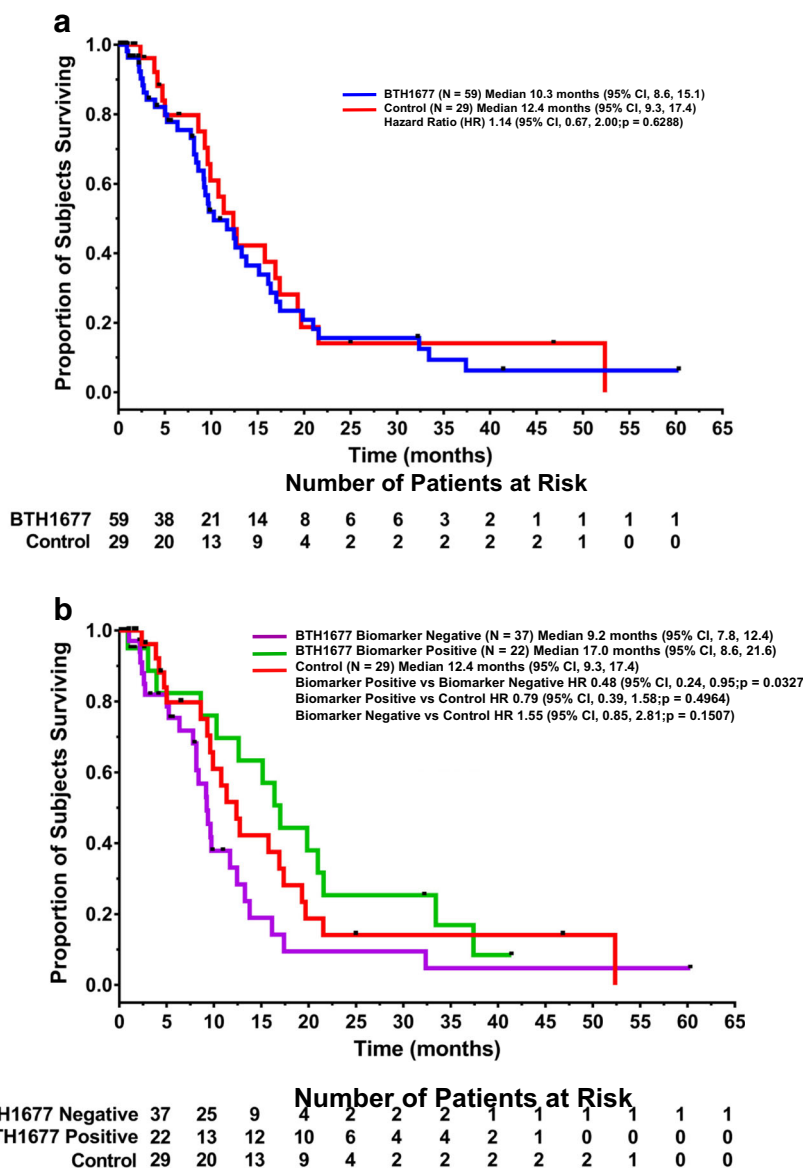 a
BTH1677 (N = 59) Median 10.3 months (95% CI, 8.6, 15.1)
Control (N = 29) Median 12.4 months (95% CI, 9.3, 17.4)
Hazard Ratio (HR) 1.14 (95% CI, 0.67, 2.00;p = 0.6288)
Proportion of Subjects Surviving
1.0
0.8
0.6
0.4
0.2
0.0
0 5 10 15 20 25 30 35 40 45 50 55 60 65
Time (months)
Number of Patients at Risk
BTH1677 59 38 21 14 8 6 6 3 2 1 1 1 1
Control 29 20 13 9 4 2 2 2 2 2 1 0 0
b
BTH1677 Biomarker Negative (N = 37) Median 9.2 months (95% CI, 7.8, 12.4)
BTH1677 Biomarker Positive (N = 22) Median 17.0 months (95% CI, 8.6, 21.6)
Control (N = 29) Median 12.4 months (95% CI, 9.3, 17.4)
Biomarker Positive vs Biomarker Negative HR 0.48 (95% CI, 0.24, 0.95;p = 0.0327
Biomarker Positive vs Control HR 0.79 (95% CI, 0.39, 1.58;p = 0.4964)
Biomarker Negative vs Control HR 1.55 (95% CI, 0.85, 2.81;p = 0.1507)
Proportion of Subjects Surviving
1.0
0.8
0.6
0.4
0.2
0.0
0 5 10 15 20 25 30 35 40 45 50 55 60 65
Time (months)
Number of Patients at Risk
H1677 Negative 37 25 9 4 2 2 2 1 1 1 1 1 1
TH1677 Positive 22 13 12 10 6 4 4 2 1 0 0 0 0
Control 29 20 13 9 4 2 2 2 2 2 1 0 0